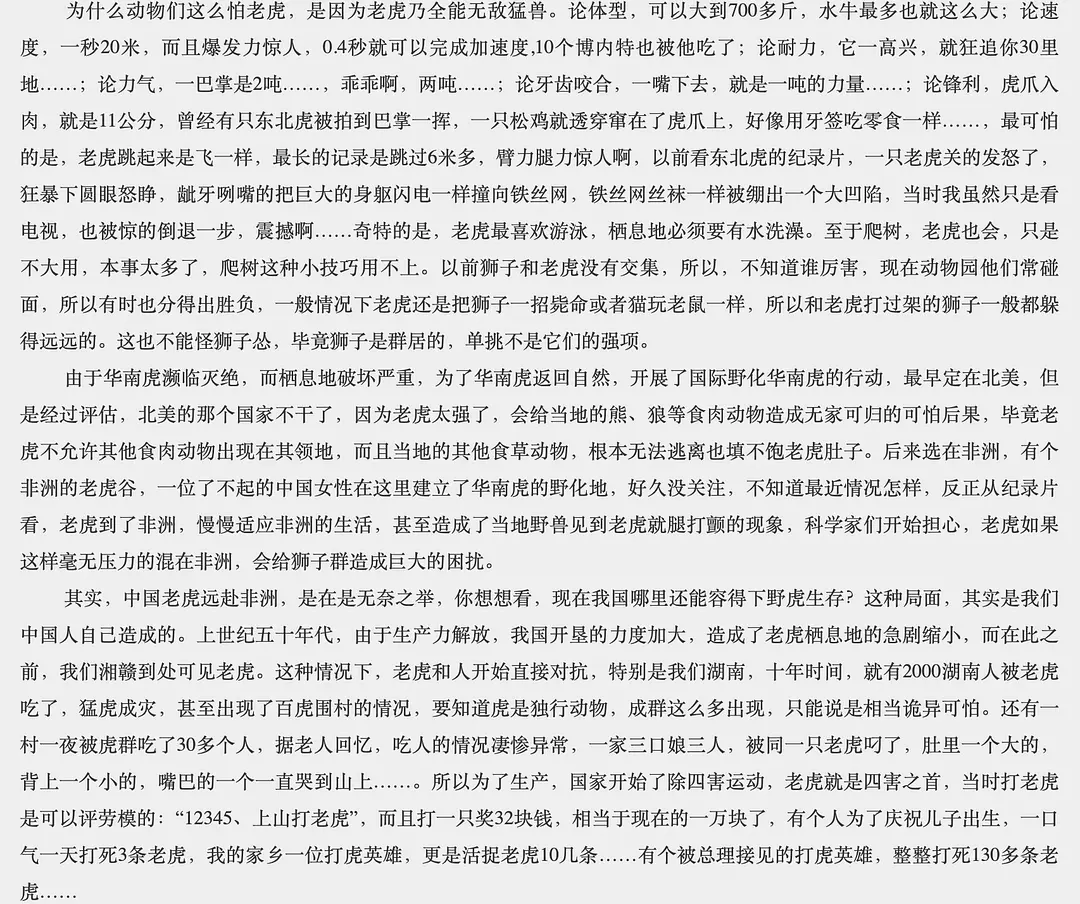 为什么动物们这么怕老虎，是因为老虎乃全能无敌猛兽。论体型，可以大到700多斤，水牛最多也就这么大；论速
度，一秒20米，而且爆发力惊人，0.4秒就可以完成加速度,10个博内特也被他吃了；论耐力，它一高兴，就狂追你30里
地……；论力气，一巴掌是2吨……，乖乖啊，两吨……；论牙齿咬合，一嘴下去，就是一吨的力量……；论锋利，虎爪入
肉，就是11公分，曾经有只东北虎被拍到巴掌一挥，一只松鸡就透穿窜在了虎爪上，好像用牙签吃零食一样……，最可怕
的是，老虎跳起来是飞一样，最长的记录是跳过6米多，臂力腿力惊人啊，以前看东北虎的纪录片，一只老虎关的发怒了，
狂暴下圆眼怒睁，龇牙咧嘴的把巨大的身躯闪电一样撞向铁丝网，铁丝网丝袜一样被绷出一个大凹陷，当时我虽然只是看
电视，也被惊的倒退一步，震撼啊……奇特的是，老虎最喜欢游泳，栖息地必须要有水洗澡。至于爬树，老虎也会，只是
不大用，本事太多了，爬树这种小技巧用不上。以前狮子和老虎没有交集，所以，不知道谁厉害，现在动物园他们常碰
面，所以有时也分得出胜负，一般情况下老虎还是把狮子一招毙命或者猫玩老鼠一样，所以和老虎打过架的狮子一般都躲
得远远的。这也不能怪狮子怂，毕竟狮子是群居的，单挑不是它们的强项。
由于华南虎濒临灭绝，而栖息地破坏严重，为了华南虎返回自然，开展了国际野化华南虎的行动，最早定在北美，但
是经过评估，北美的那个国家不干了，因为老虎太强了，会给当地的熊、狼等食肉动物造成无家可归的可怕后果，毕竟老
虎不允许其他食肉动物出现在其领地，而且当地的其他食草动物，根本无法逃离也填不饱老虎肚子。后来选在非洲，有个
非洲的老虎谷，一位了不起的中国女性在这里建立了华南虎的野化地，好久没关注，不知道最近情况怎样，反正从纪录片
看，老虎到了非洲，慢慢适应非洲的生活，甚至造成了当地野兽见到老虎就腿打颤的现象，科学家们开始担心，老虎如果
这样毫无压力的混在非洲，会给狮子群造成巨大的困扰。
其实，中国老虎远赴非洲，是在是无奈之举，你想想看，现在我国哪里还能容得下野虎生存？这种局面，其实是我们
中国人自己造成的。上世纪五十年代，由于生产力解放，我国开垦的力度加大，造成了老虎栖息地的急剧缩小，而在此之
前，我们湘赣到处可见老虎。这种情况下，老虎和人开始直接对抗，特别是我们湖南，十年时间，就有2000湖南人被老虎
吃了，猛虎成灾，甚至出现了百虎围村的情况，要知道虎是独行动物，成群这么多出现，只能说是相当诡异可怕。还有一
村一夜被虎群吃了30多个人，据老人回忆，吃人的情况凄惨异常，一家三口娘三人，被同一只老虎叼了，肚里一个大的，
背上一个小的，嘴巴的一个一直哭到山上……。所以为了生产，国家开始了除四害运动，老虎就是四害之首，当时打老虎
是可以评劳模的：“12345、上山打老虎”，而且打一只奖32块钱，相当于现在的一万块了，有个人为了庆祝儿子出生，一口
气一天打死3条老虎，我的家乡一位打虎英雄，更是活捉老虎10几条……有个被总理接见的打虎英雄，整整打死130多条老
虎……